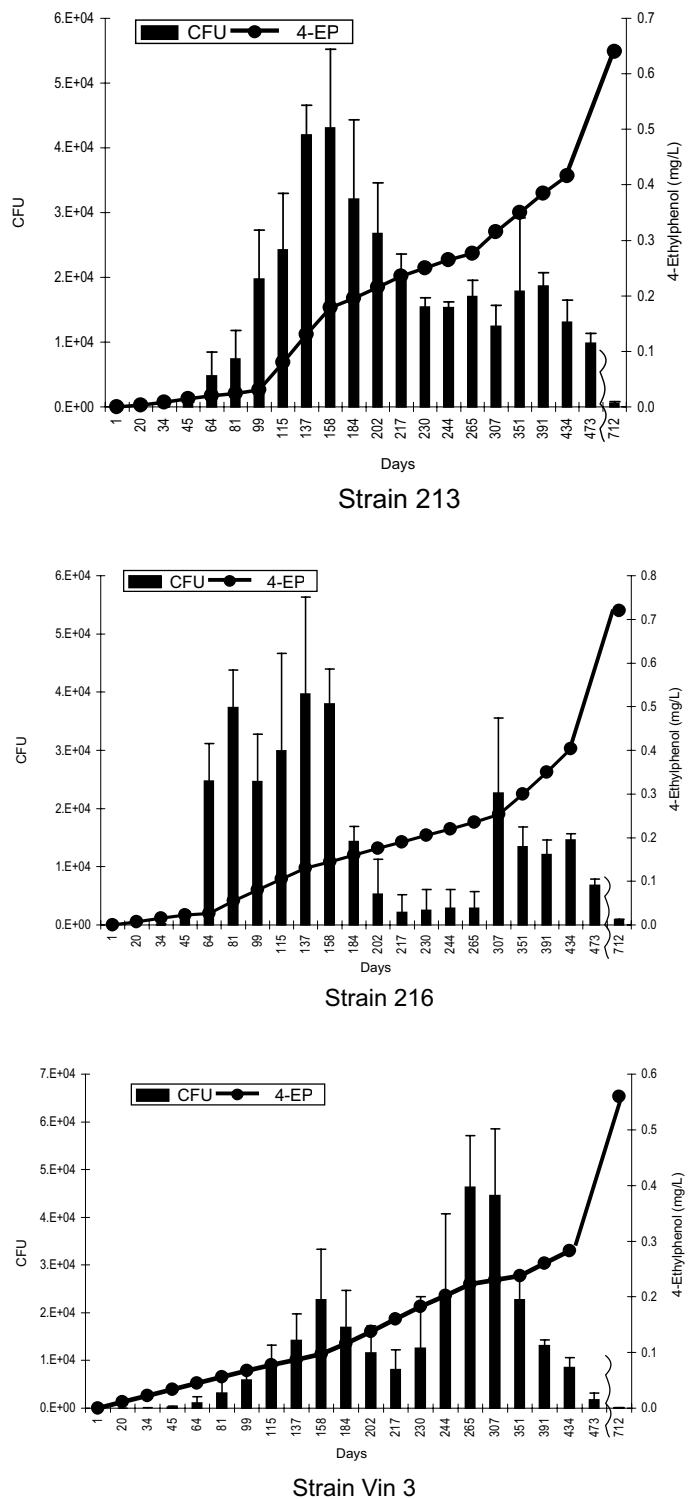 CFU 4-EP
6.E+04
5.E+04
4.E+04
3.E+04
2.E+04
1.E+04
0.E+00
CFU
0.7
0.6
0.5
0.4
0.3
0.2
0.1
0.0
4-Ethylphenol (mg/L)
1 20 34 45 64 81 99 115 137 158 184 202 217 230 244 265 307 351 391 434 473 712
Days
Strain 213
CFU 4-EP
6.E+04
5.E+04
4.E+04
3.E+04
2.E+04
1.E+04
0.E+00
CFU
0.8
0.7
0.6
0.5
0.4
0.3
0.2
0.1
0.0
4-Ethylphenol (mg/L)
1 20 34 45 64 81 99 115 137 158 184 202 217 230 244 265 307 351 391 434 473 712
Days
Strain 216
CFU 4-EP
7.E+04
6.E+04
5.E+04
4.E+04
3.E+04
2.E+04
1.E+04
0.E+00
CFU
0.6
0.5
0.4
0.3
0.2
0.1
0.0
4-Ethylphenol (mg/L)
1 20 34 45 64 81 99 115 137 158 184 202 217 230 244 265 307 351 391 434 473 712
Days
Strain Vin 3